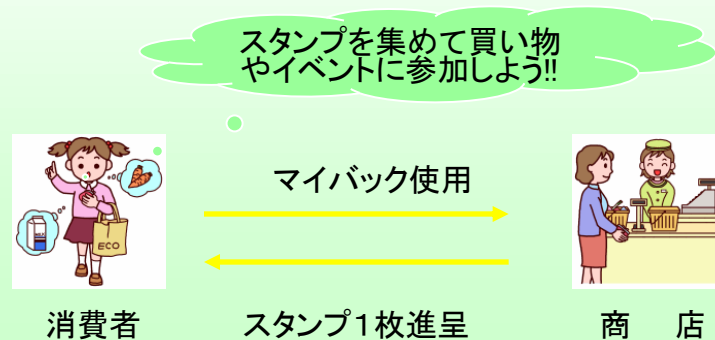 スタンプを集めて買い物
やイベントに参加しよう!!
マイバック使用
ECO
消費者
スタンプ１枚進呈
商　店